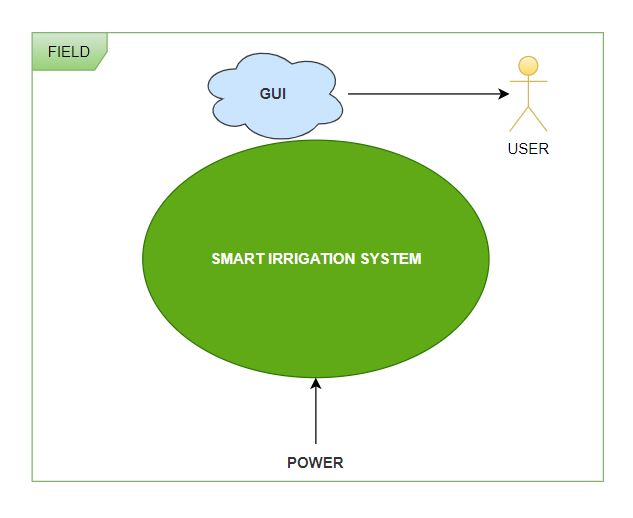 FIELD
GUI
USER
SMART IRRIGATION SYSTEM
POWER